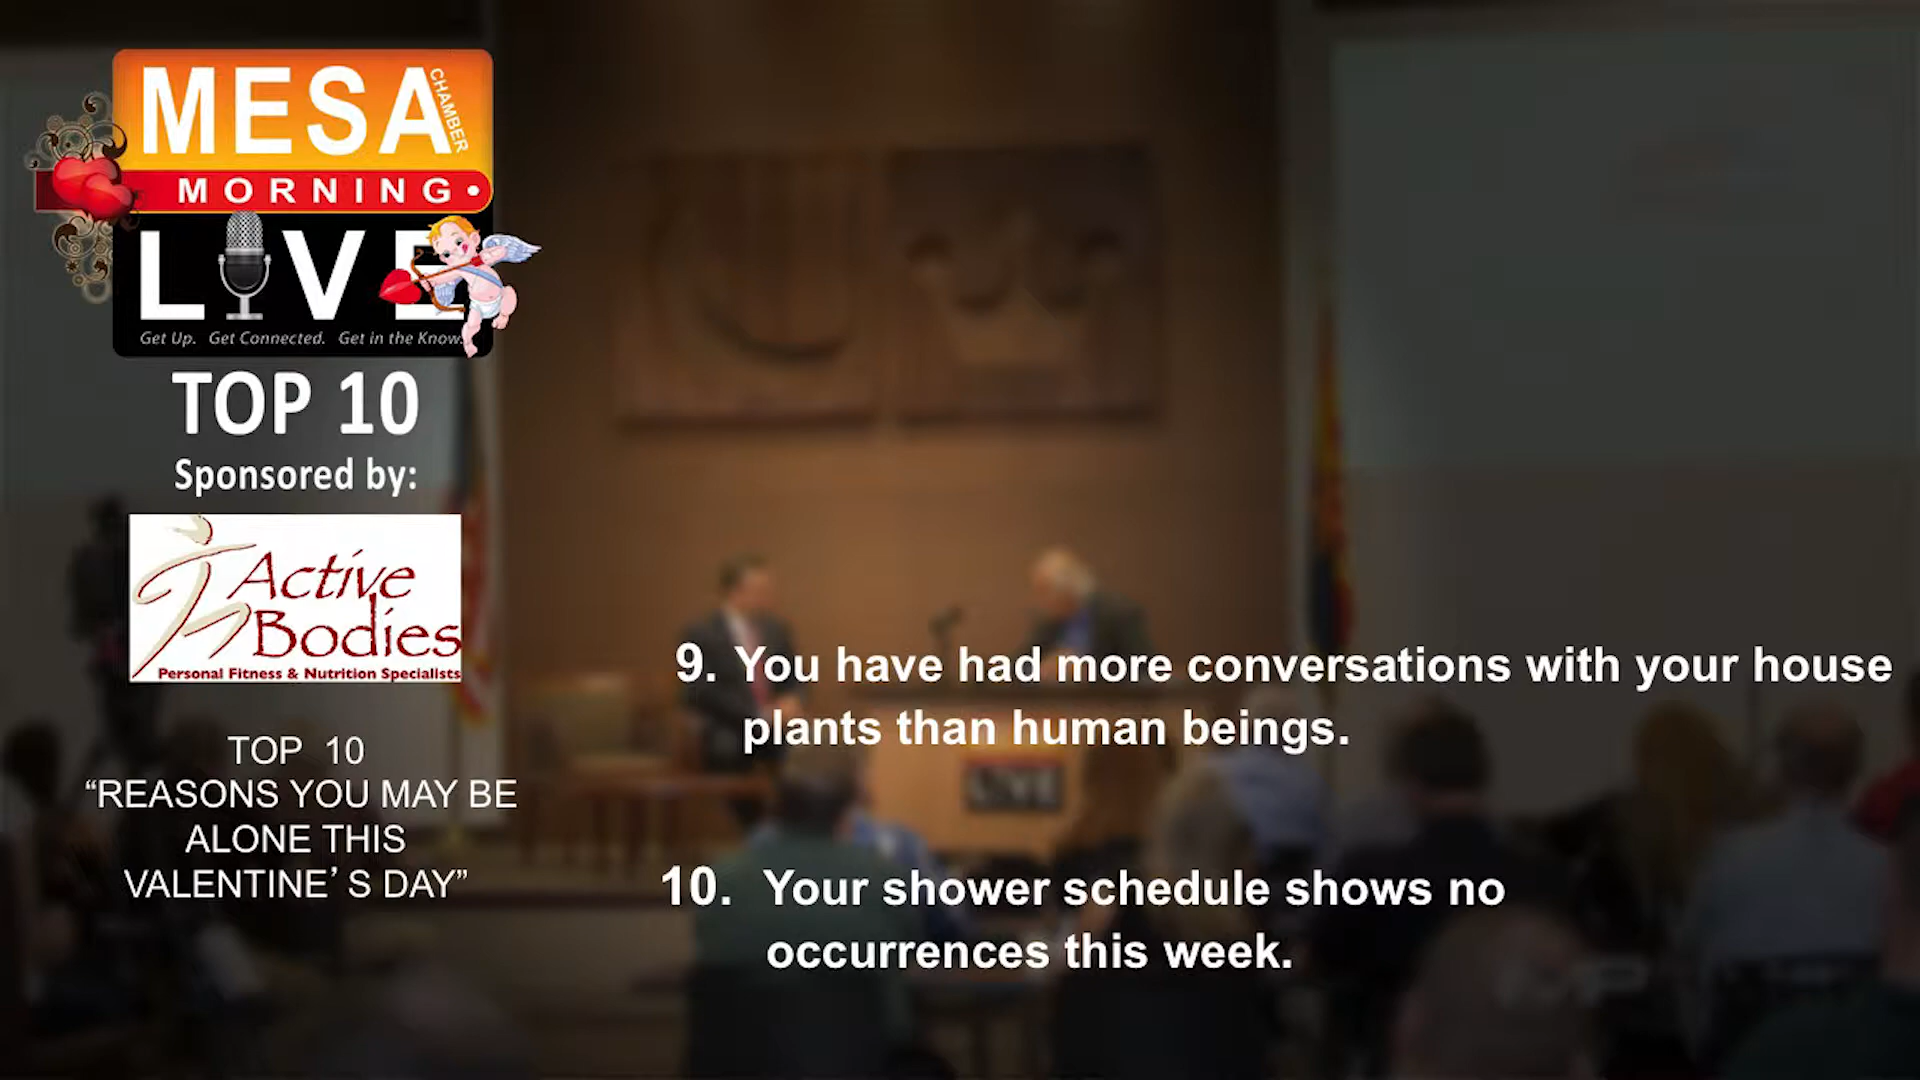 MESA
CHAMBER
MORNING
LIVE
Get Up. Get Connected. Get in the Know.
TOP 10
Sponsored by:
Active
Bodies
Personal Fitness & Nutrition Specialists
TOP 10
“REASONS YOU MAY BE
ALONE THIS
VALENTINE’S DAY”
9. You have had more conversations with your house
plants than human beings.
10. Your shower schedule shows no
occurrences this week.